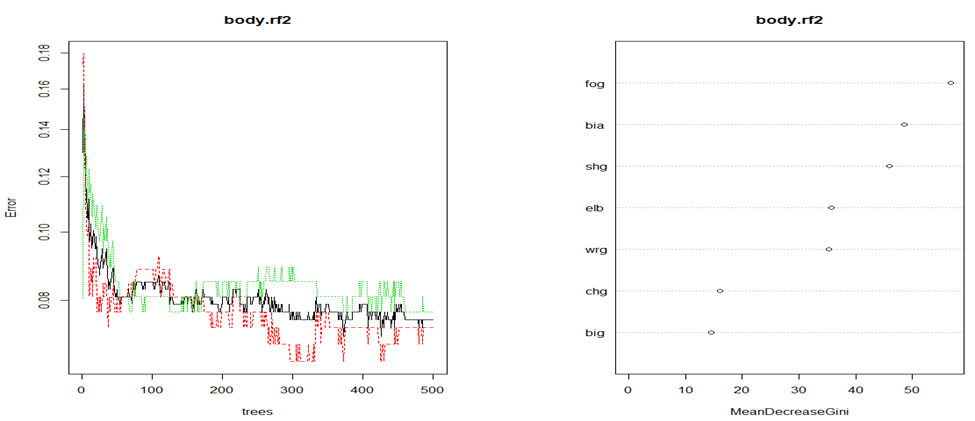 body.rf2
Error
0.18
0.16
0.14
0.12
0.10
0.08
0
100
200
300
400
500
trees
body.rf2
fog
bia
shg
elb
wrg
chg
big
0
10
20
30
40
50
MeanDecreaseGini